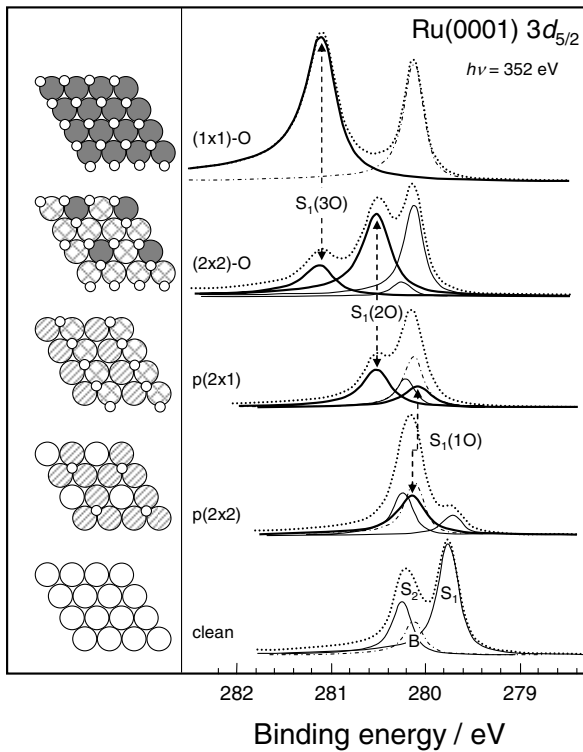 Ru(0001) 3d5/2
hν = 352 eV
(1x1)-O
S1(3O)
(2x2)-O
S1(2O)
p(2x1)
S1(1O)
p(2x2)
S2
S1
B
clean
282 281 280 279
Binding energy / eV